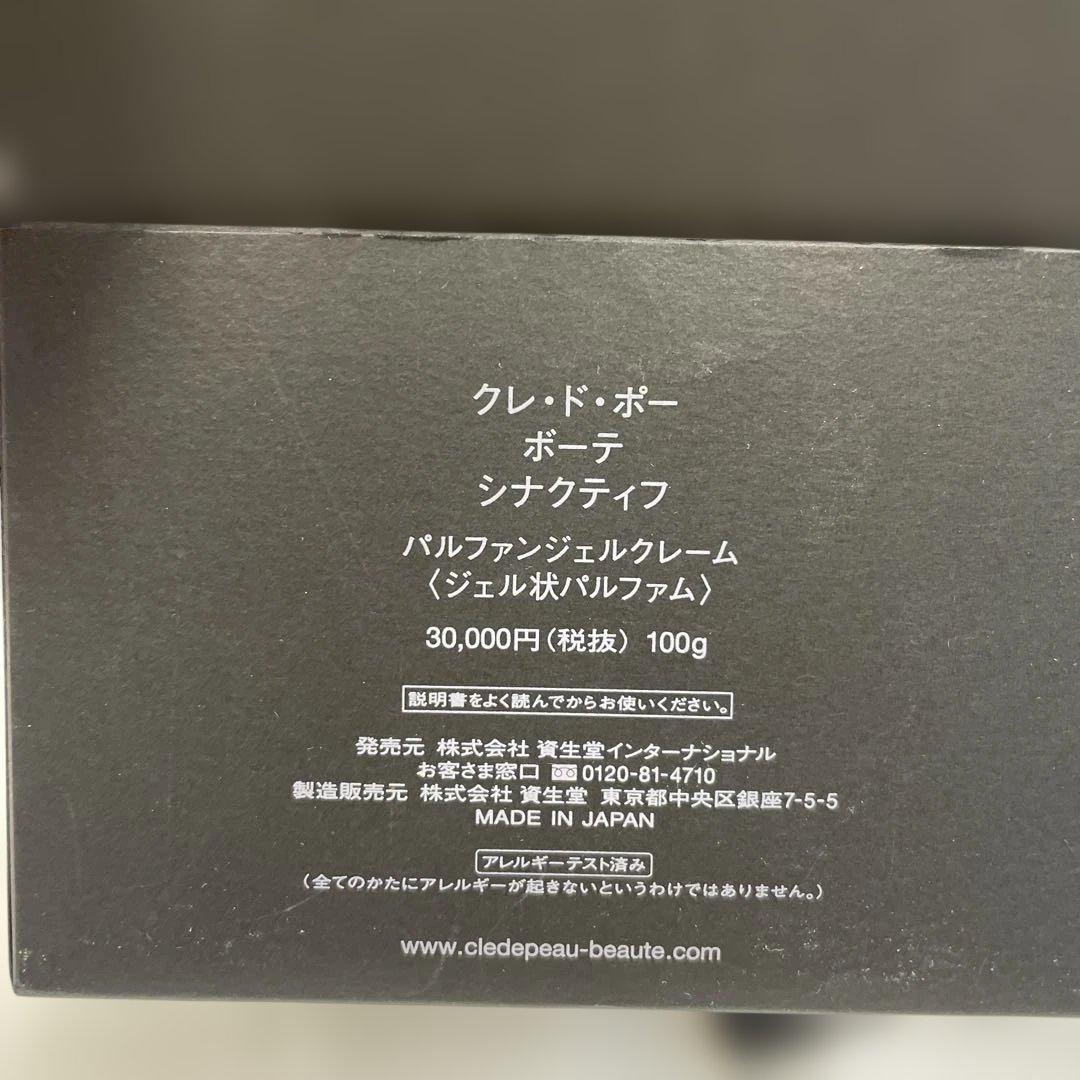 クレ・ド・ポー
ボーテ
シナクティフ
パルファンジェルクレーム
〈ジェル状パルファム〉
30,000円(税抜) 100g
説明書をよく読んでからお使いください。
発売元 株式会社 資生堂インターナショナル
お客さま窓口 0120-81-4710
製造販売元 株式会社 資生堂 東京都中央区銀座7-5-5
MADE IN JAPAN
アレルギーテスト済み
(全てのかたにアレルギーが起きないというわけではありません。)
www.cledepeau-beaute.com